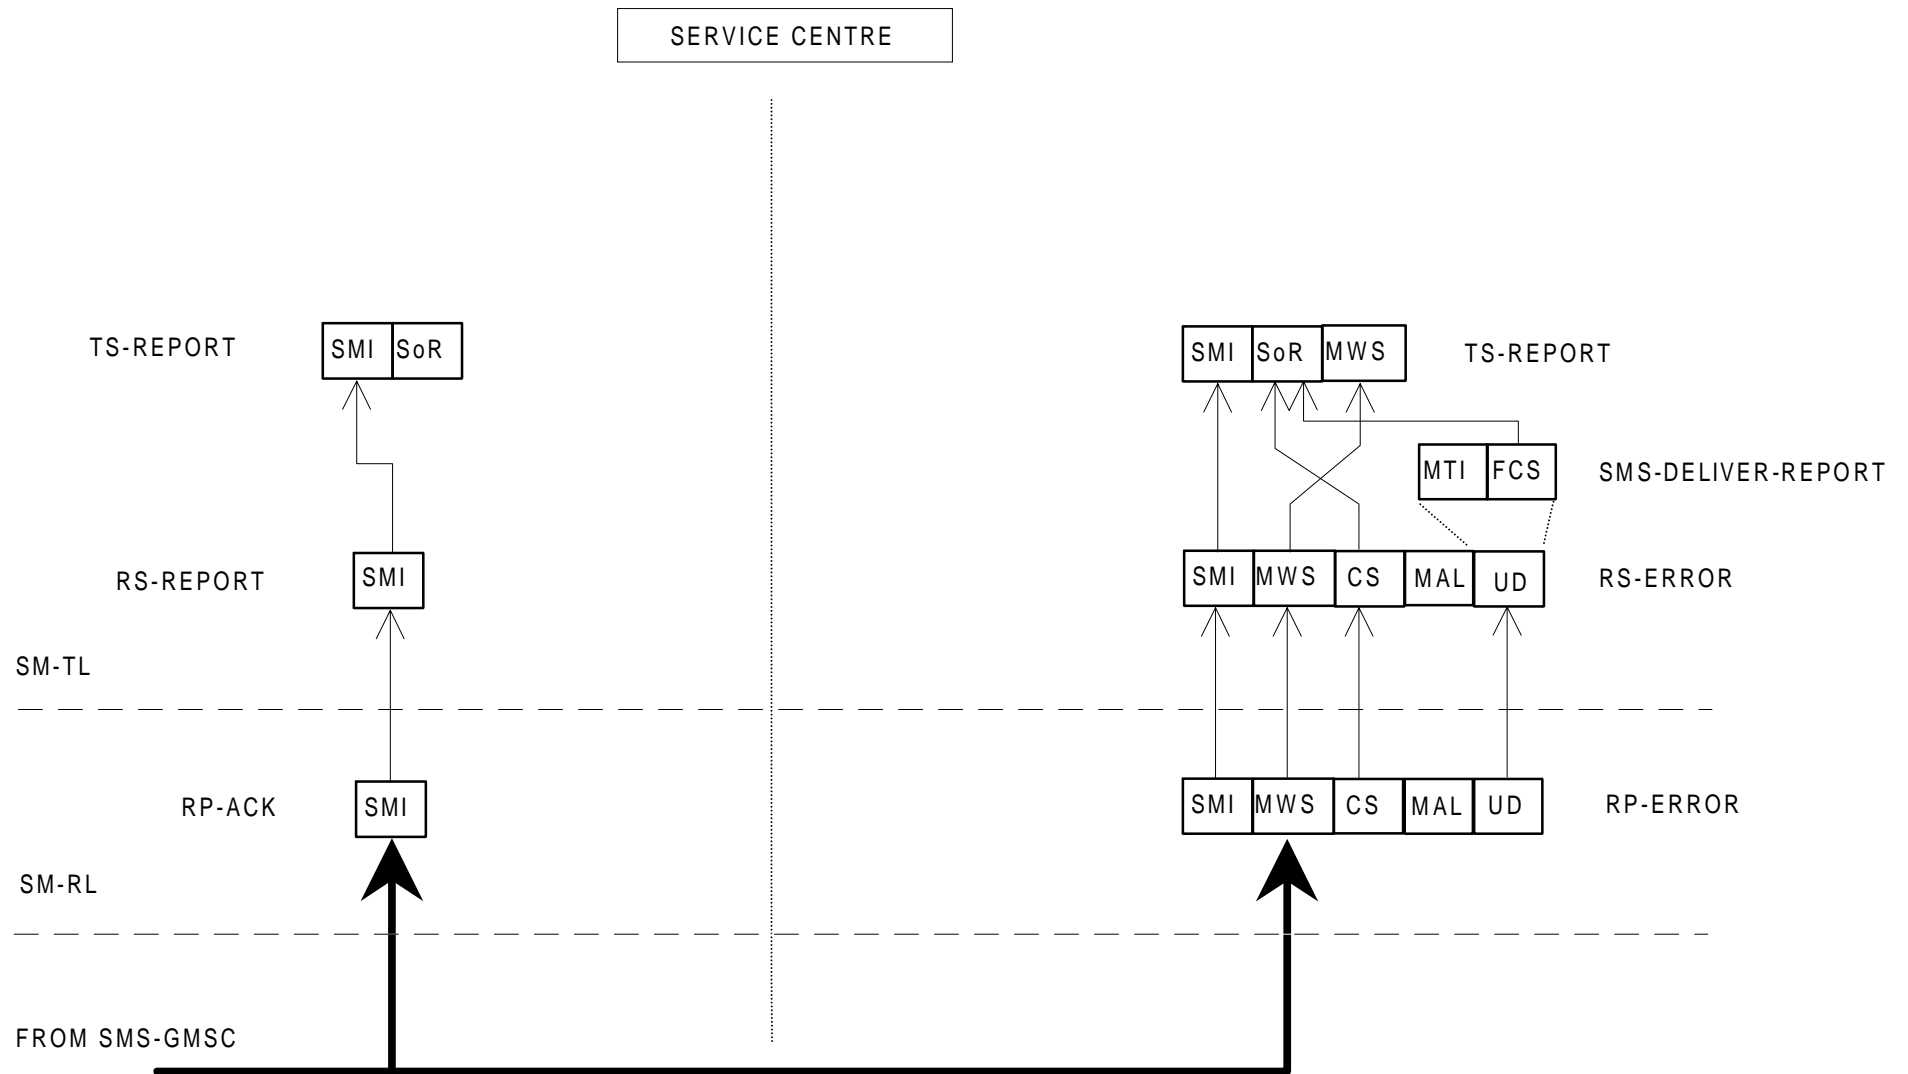 SERVICE CENTRE
TS-REPORT SMI SoR SMI SoR MWS TS-REPORT
MTI FCS SMS-DELIVER-REPORT
RS-REPORT SMI SMI MWS CS MAL UD RS-ERROR
SM-TL
RP-ACK SMI SMI MWS CS MAL UD RP-ERROR
SM-RL
FROM SMS-GMSC